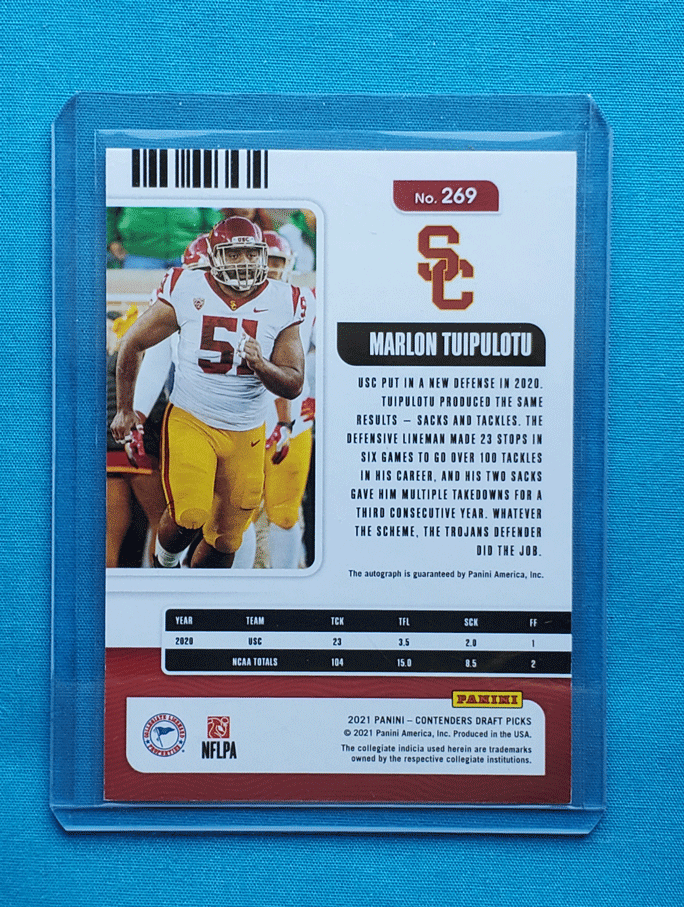 No. 269
SC
USC
51
MARLON TUIPULOTU
USC PUT IN A NEW DEFENSE IN 2020.
TUIPULOTU PRODUCED THE SAME
RESULTS — SACKS AND TACKLES. THE
DEFENSIVE LINEMAN MADE 23 STOPS IN
SIX GAMES TO GO OVER 100 TACKLES
IN HIS CAREER, AND HIS TWO SACKS
GAVE HIM MULTIPLE TAKEDOWNS FOR A
THIRD CONSECUTIVE YEAR. WHATEVER
THE SCHEME, THE TROJANS DEFENDER
DID THE JOB.
The autograph is guaranteed by Panini America, Inc.
YEAR TEAM TCK TFL SCK FF
2020 USC 23 3.5 2.0 1
NCAA TOTALS 104 15.0 8.5 2
PANINI
2021 PANINI – CONTENDERS DRAFT PICKS
© 2021 Panini America, Inc. Produced in the USA.
The collegiate indicia used herein are trademarks
owned by the respective collegiate institutions.
COLLEGIATE LICENSED
PRODUCTS
NFLPA